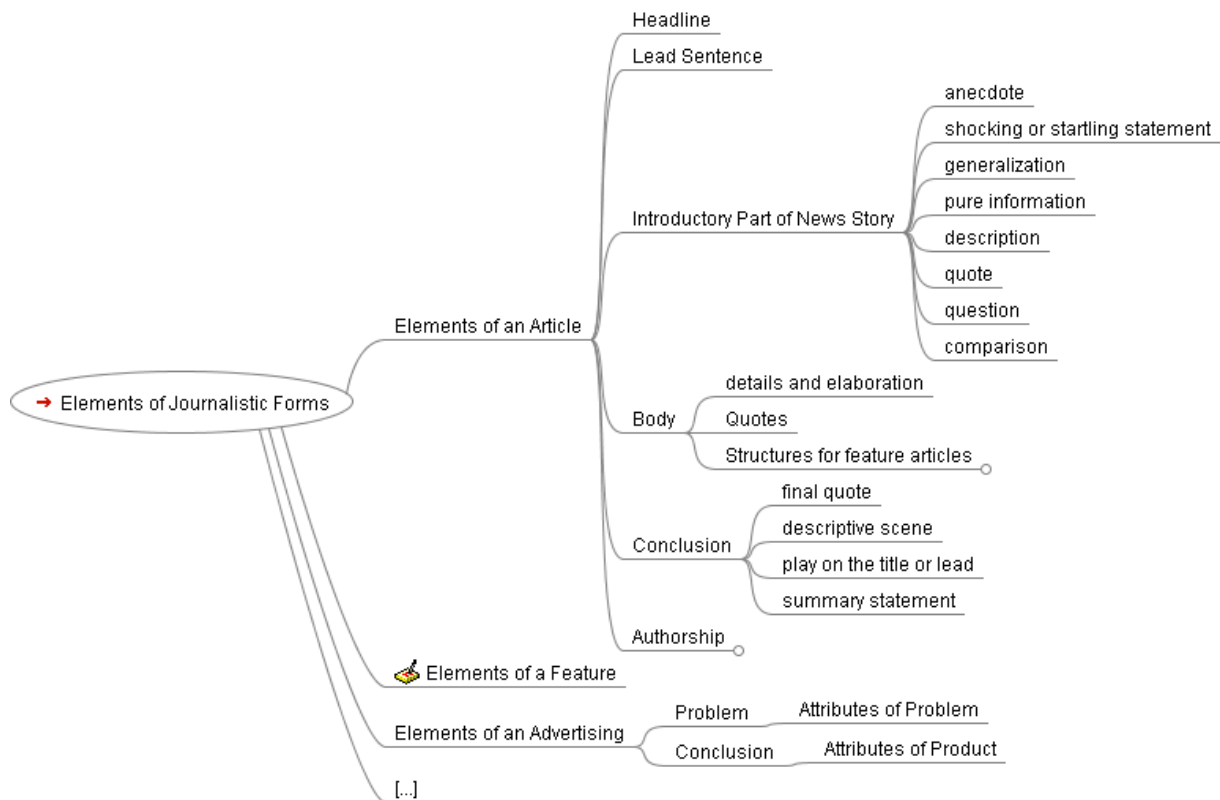 Headline
Lead Sentence
anecdote
shocking or startling statement
generalization
pure information
Introductory Part of News Story
description
quote
question
Elements of an Article
comparison
details and elaboration
Elements of Journalistic Forms
Body
Quotes
Structures for feature articles
final quote
descriptive scene
Conclusion
play on the title or lead
summary statement
Authorship
Elements of a Feature
Problem
Attributes of Problem
Elements of an Advertising
Conclusion
Attributes of Product
[...]